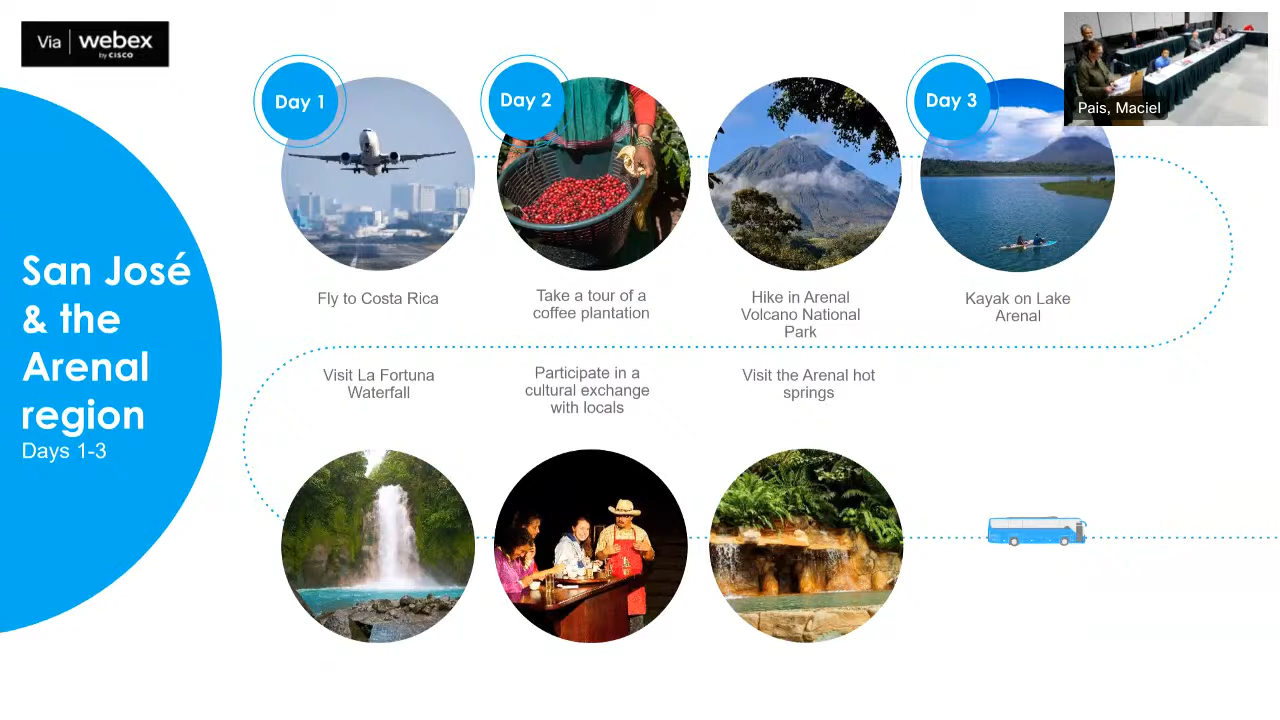 Via | webex
by CISCO
Pais, Maciel
San José
& the
Arenal
region
Days 1-3
Day 1
Fly to Costa Rica
Day 2
Take a tour of a
coffee plantation
Hike in Arenal
Volcano National
Park
Day 3
Kayak on Lake
Arenal
Visit La Fortuna
Waterfall
Participate in a
cultural exchange
with locals
Visit the Arenal hot
springs